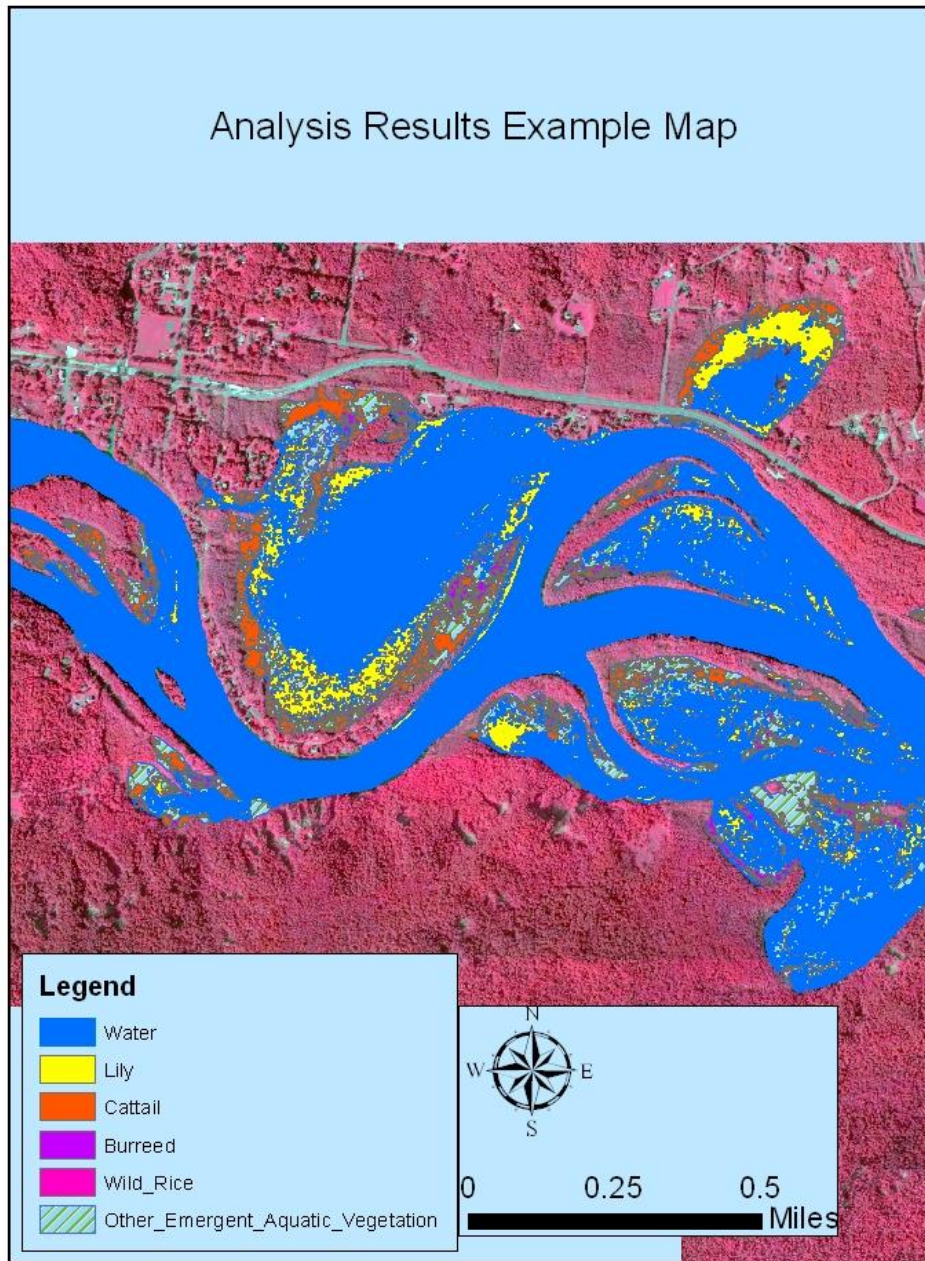 Analysis Results Example Map
Legend
Water
Lily
Cattail
Burreed
Wild_Rice
Other_Emergent_Aquatic_Vegetation
N
W E
S
0 0.25 0.5
Miles